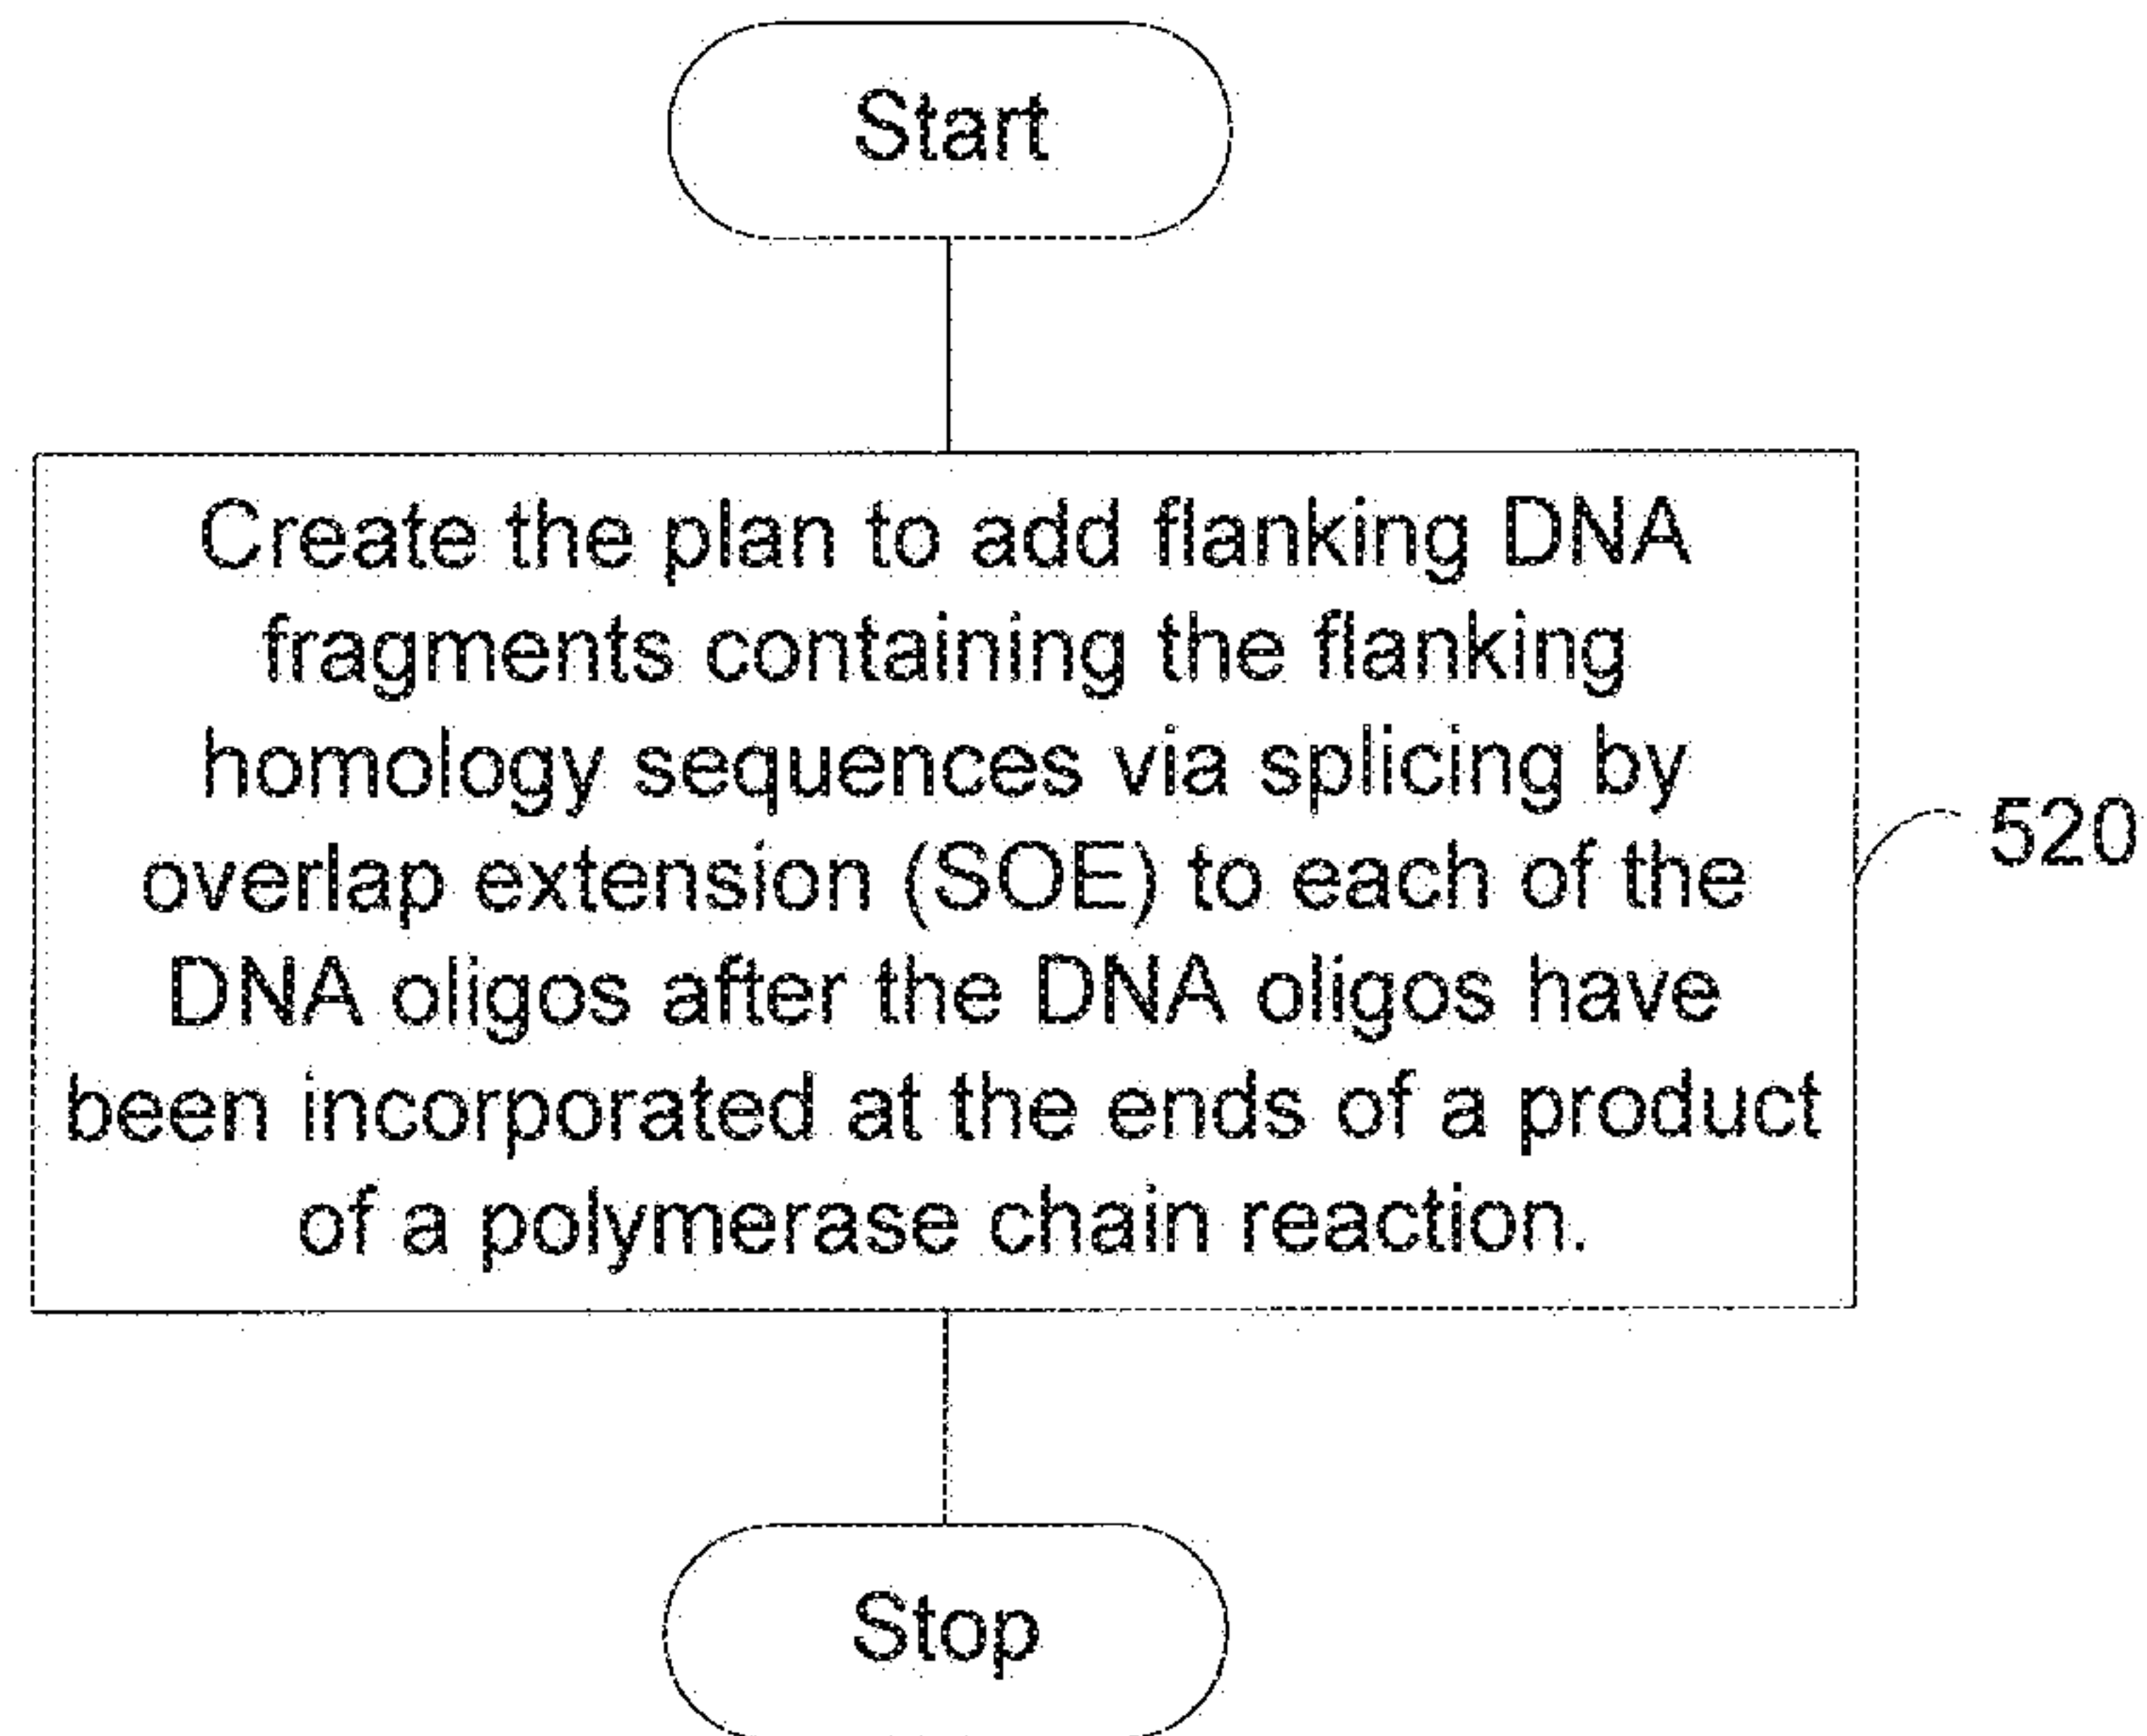 Start
Create the plan to add flanking DNA
fragments containing the flanking
homology sequences via splicing by
overlap extension (SOE) to each of the
DNA oligos after the DNA oligos have
been incorporated at the ends of a product
of a polymerase chain reaction.
520
Stop